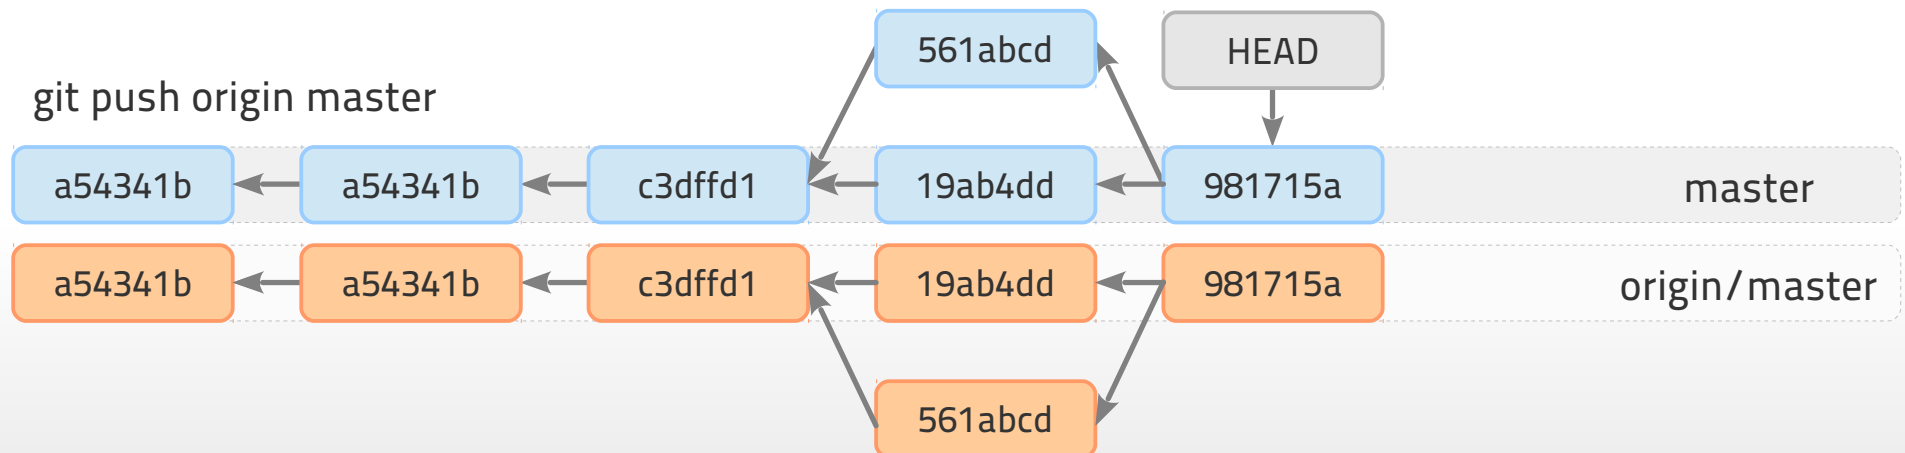 561abcd
HEAD
git push origin master
a54341b a54341b c3dffd1 19ab4dd 981715a master
a54341b a54341b c3dffd1 19ab4dd 981715a origin/master
561abcd